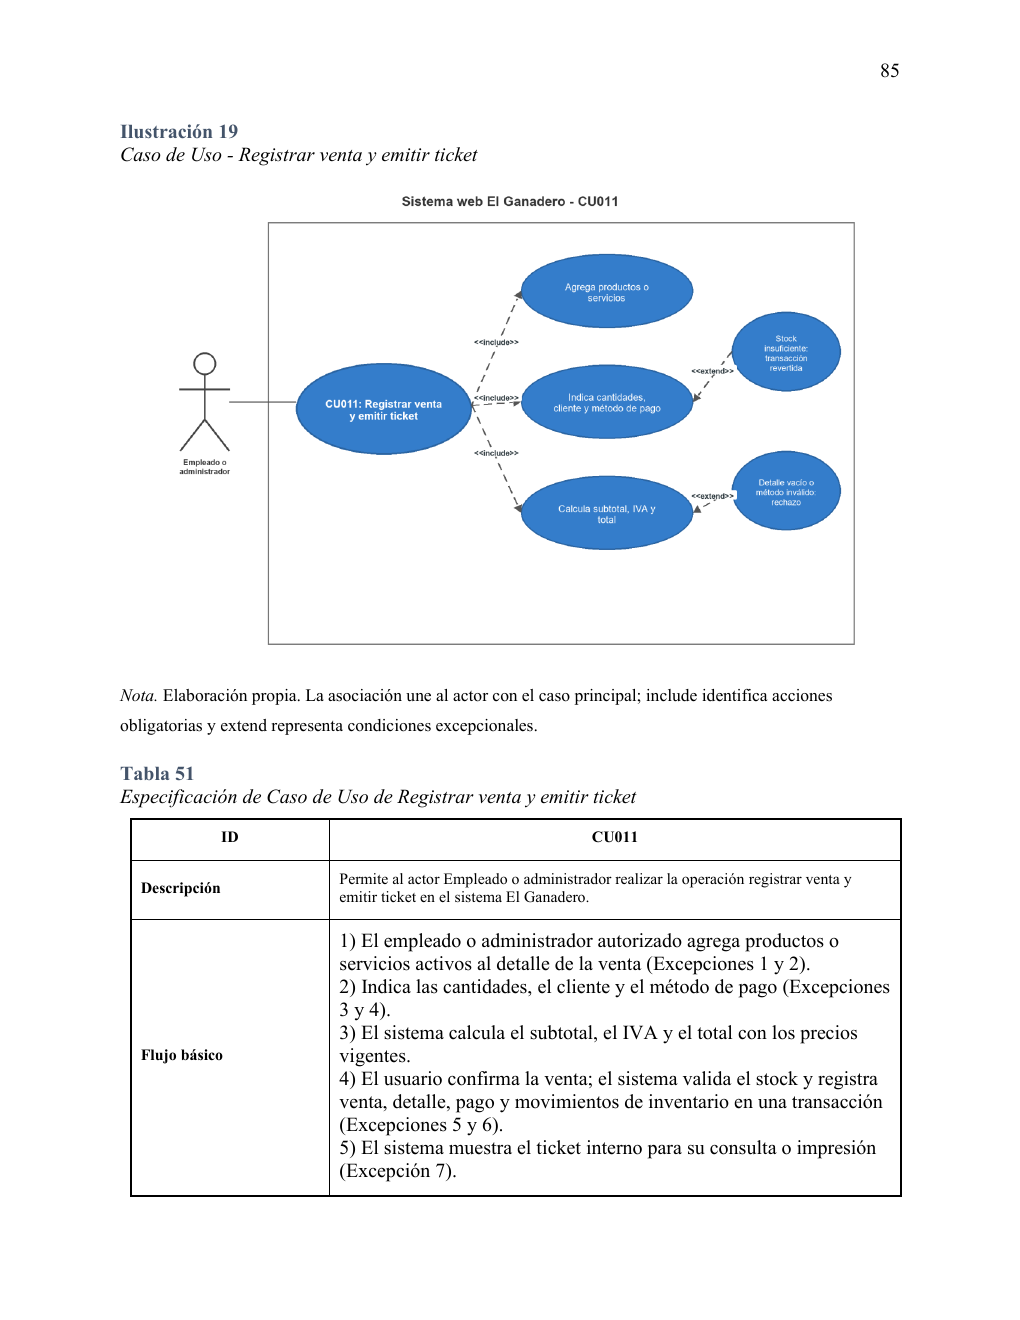 85
Ilustración 19
Caso de Uso - Registrar venta y emitir ticket
Sistema web El Ganadero - CU011
Agrega productos o
servicios
Stock
insuficiente:
transacción
revertida
<<include>>
<<extend>>
CU011: Registrar venta
y emitir ticket
<<include>>
Indica cantidades,
cliente y método de pago
Empleado o
administrador
<<include>>
Detalle vacío o
método inválido:
rechazo
<<extend>>
Calcula subtotal, IVA y
total
Nota. Elaboración propia. La asociación une al actor con el caso principal; include identifica acciones
obligatorias y extend representa condiciones excepcionales.
Tabla 51
Especificación de Caso de Uso de Registrar venta y emitir ticket
ID CU011
Descripción
Permite al actor Empleado o administrador realizar la operación registrar venta y
emitir ticket en el sistema El Ganadero.
Flujo básico
1) El empleado o administrador autorizado agrega productos o
servicios activos al detalle de la venta (Excepciones 1 y 2).
2) Indica las cantidades, el cliente y el método de pago (Excepciones
3 y 4).
3) El sistema calcula el subtotal, el IVA y el total con los precios
vigentes.
4) El usuario confirma la venta; el sistema valida el stock y registra
venta, detalle, pago y movimientos de inventario en una transacción
(Excepciones 5 y 6).
5) El sistema muestra el ticket interno para su consulta o impresión
(Excepción 7).